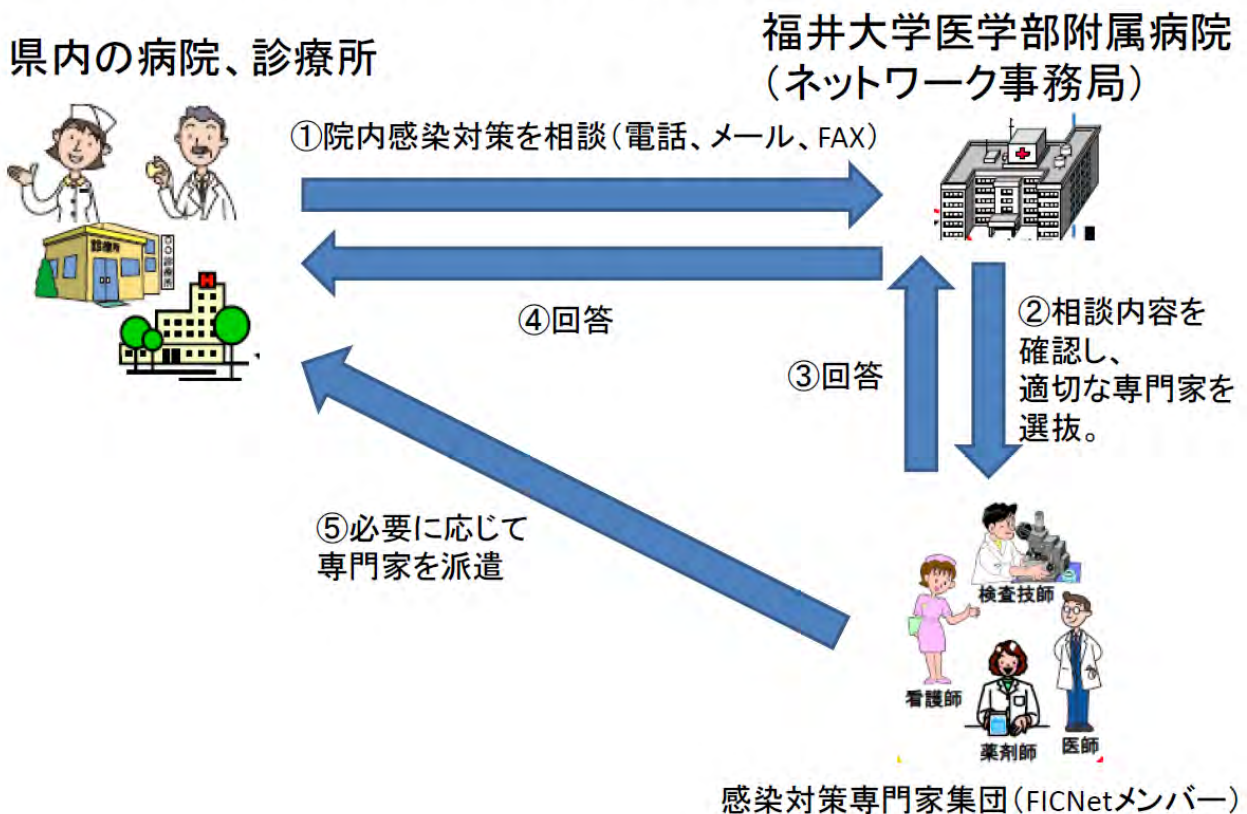 県内の病院、診療所
福井大学医学部附属病院
(ネットワーク事務局)
①院内感染対策を相談(電話、メール、FAX)
診療所
H
④回答
③回答
②相談内容を
確認し、
適切な専門家を
選抜。
⑤必要に応じて
専門家を派遣
検査技師
看護師
薬剤師
医師
感染対策専門家集団(FICNetメンバー)